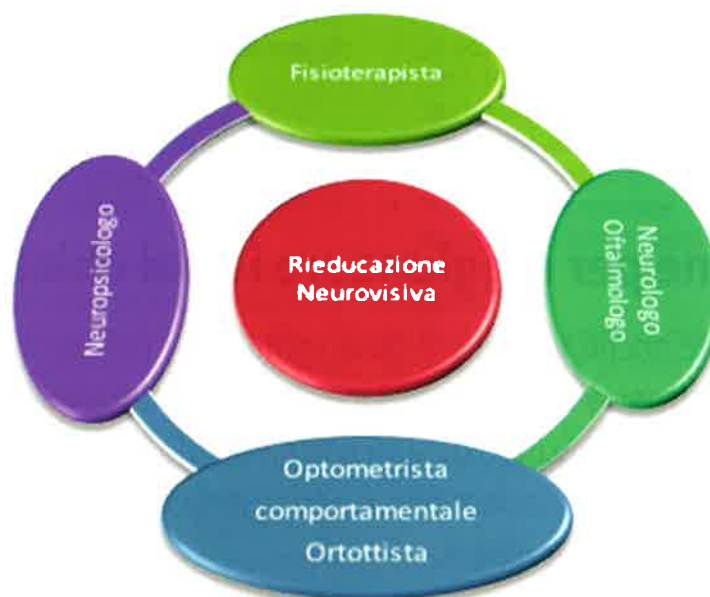 Fisioterapista
Neuropsicologo
Rieducazione
Neurovisiva
Neurologo
Oftalmologo
Optometrista
comportamentale
Ortottista